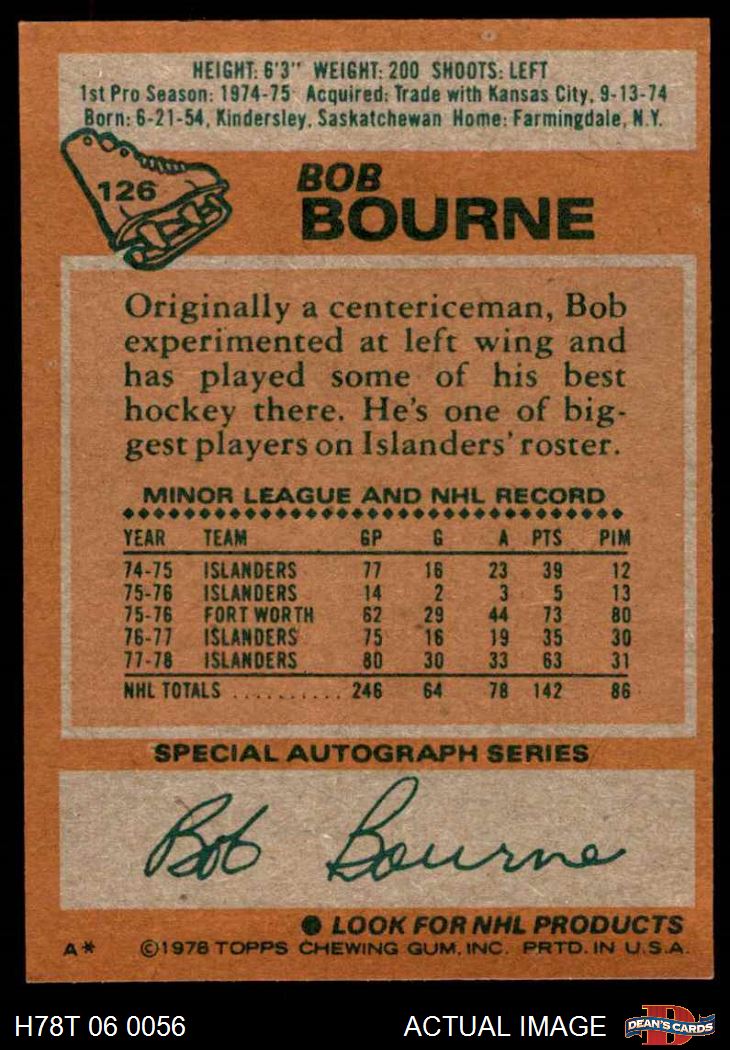 HEIGHT: 6'3" WEIGHT: 200 SHOOTS: LEFT
1st Pro Season: 1974-75 Acquired: Trade with Kansas City, 9-13-74
Born: 6-21-54, Kindersley, Saskatchewan Home: Farmingdale, N.Y.
126
BOB
BOURNE
Originally a centericeman, Bob
experimented at left wing and
has played some of his best
hockey there. He's one of big-
gest players on Islanders' roster.
MINOR LEAGUE AND NHL RECORD
YEAR TEAM GP G A PTS PIM
74-75 ISLANDERS 77 16 23 39 12
75-76 ISLANDERS 14 2 3 5 13
75-76 FORT WORTH 62 29 44 73 80
76-77 ISLANDERS 75 16 19 35 30
77-78 ISLANDERS 80 30 33 63 31
NHL TOTALS .......... 246 64 78 142 86
SPECIAL AUTOGRAPH SERIES
Bob Bourne
● LOOK FOR NHL PRODUCTS
A* ©1978 TOPPS CHEWING GUM, INC. PRTD. IN U.S.A.
H78T 06 0056 ACTUAL IMAGE D DEAN'S CARDS